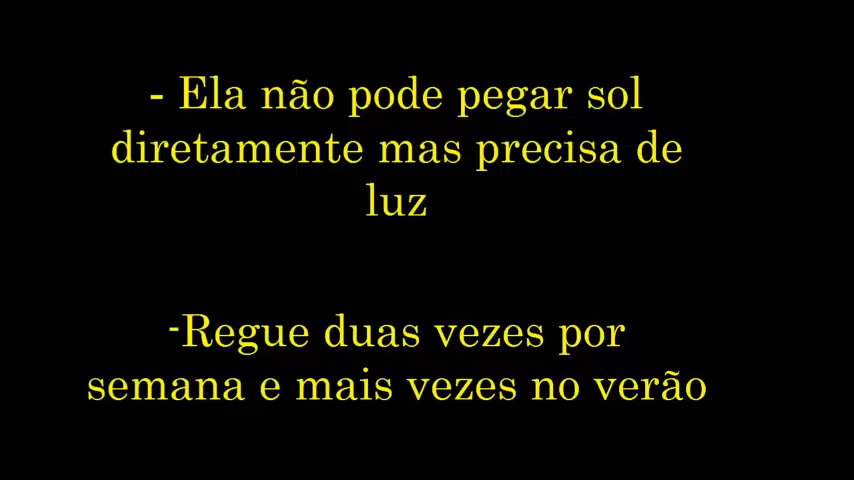 - Ela não pode pegar sol
diretamente mas precisa de
luz
-Regue duas vezes por
semana e mais vezes no verão